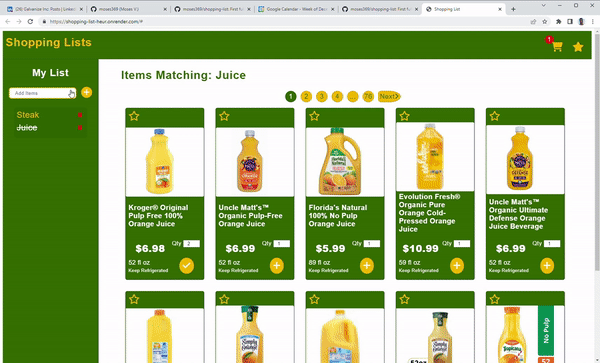 (26) Galvanize Inc: Posts | LinkedIn
moses369 (Moses V.)
moses369/shopping-list: First
Google Calendar - Week of Dec
moses369/shopping-list: First
Shopping List
https://shopping-list-heur.onrender.com/#
Shopping Lists
1
My List
Add Items
Steak
Juice
Items Matching: Juice
1 2 3 4 ... 76 Next
Kroger® Original
Pulp Free 100%
Orange Juice
$6.98
Qty 2
52 fl oz
Keep Refrigerated
Uncle Matt's™
Organic Pulp-Free
Orange Juice
$6.99
Qty 1
52 fl oz
Keep Refrigerated
Florida's Natural
100% No Pulp
Orange Juice
$5.99
Qty 1
89 fl oz
Keep Refrigerated
Evolution Fresh®
Organic Pure
Orange Cold-
Pressed Orange
Juice
$10.99
Qty 1
59 fl oz
Keep Refrigerated
Uncle Matt's™
Organic Ultimate
Defense Orange
Juice Beverage
$6.99
Qty 1
52 fl oz
Keep Refrigerated
Simply
Orange
Simply
Orange
52oz
Tropicana
No Pulp
52